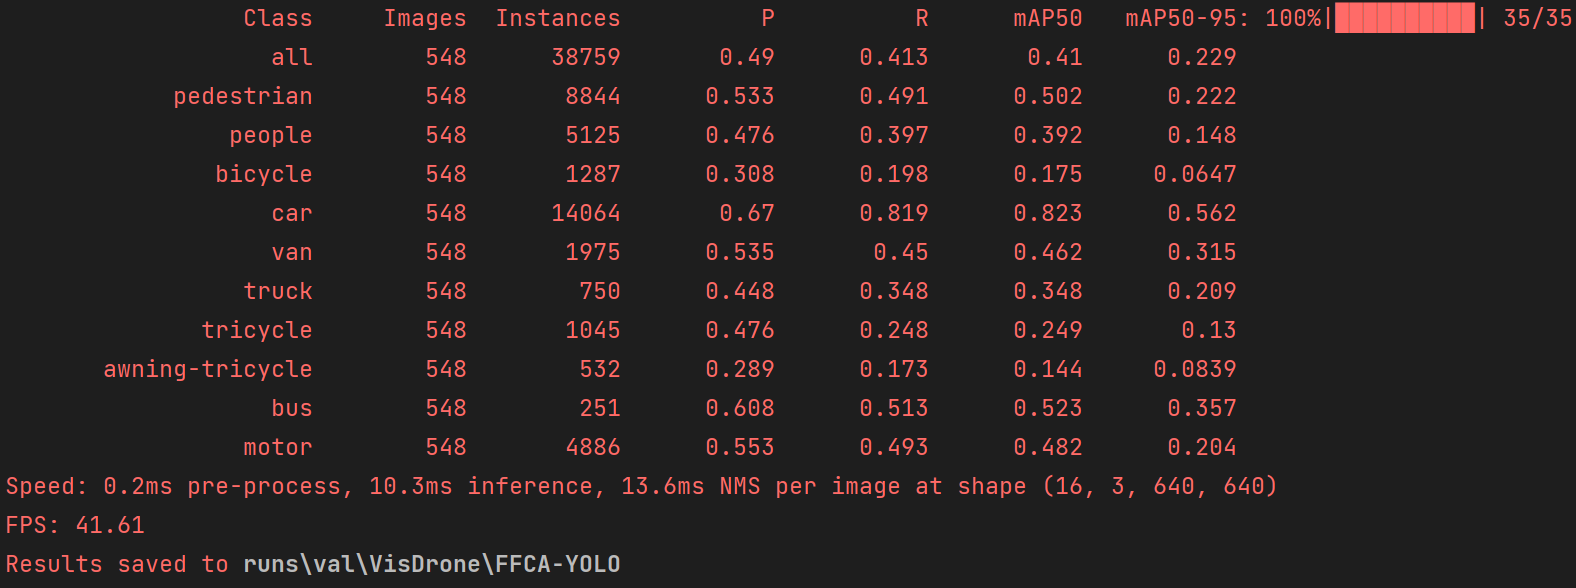 Class Images Instances P R mAP50 mAP50-95: 100%|██████████| 35/35
all 548 38759 0.49 0.413 0.41 0.229
pedestrian 548 8844 0.533 0.491 0.502 0.222
people 548 5125 0.476 0.397 0.392 0.148
bicycle 548 1287 0.308 0.198 0.175 0.0647
car 548 14064 0.67 0.819 0.823 0.562
van 548 1975 0.535 0.45 0.462 0.315
truck 548 750 0.448 0.348 0.348 0.209
tricycle 548 1045 0.476 0.248 0.249 0.13
awning-tricycle 548 532 0.289 0.173 0.144 0.0839
bus 548 251 0.608 0.513 0.523 0.357
motor 548 4886 0.553 0.493 0.482 0.204
Speed: 0.2ms pre-process, 10.3ms inference, 13.6ms NMS per image at shape (16, 3, 640, 640)
FPS: 41.61
Results saved to runs\val\VisDrone\FFCA-YOLO